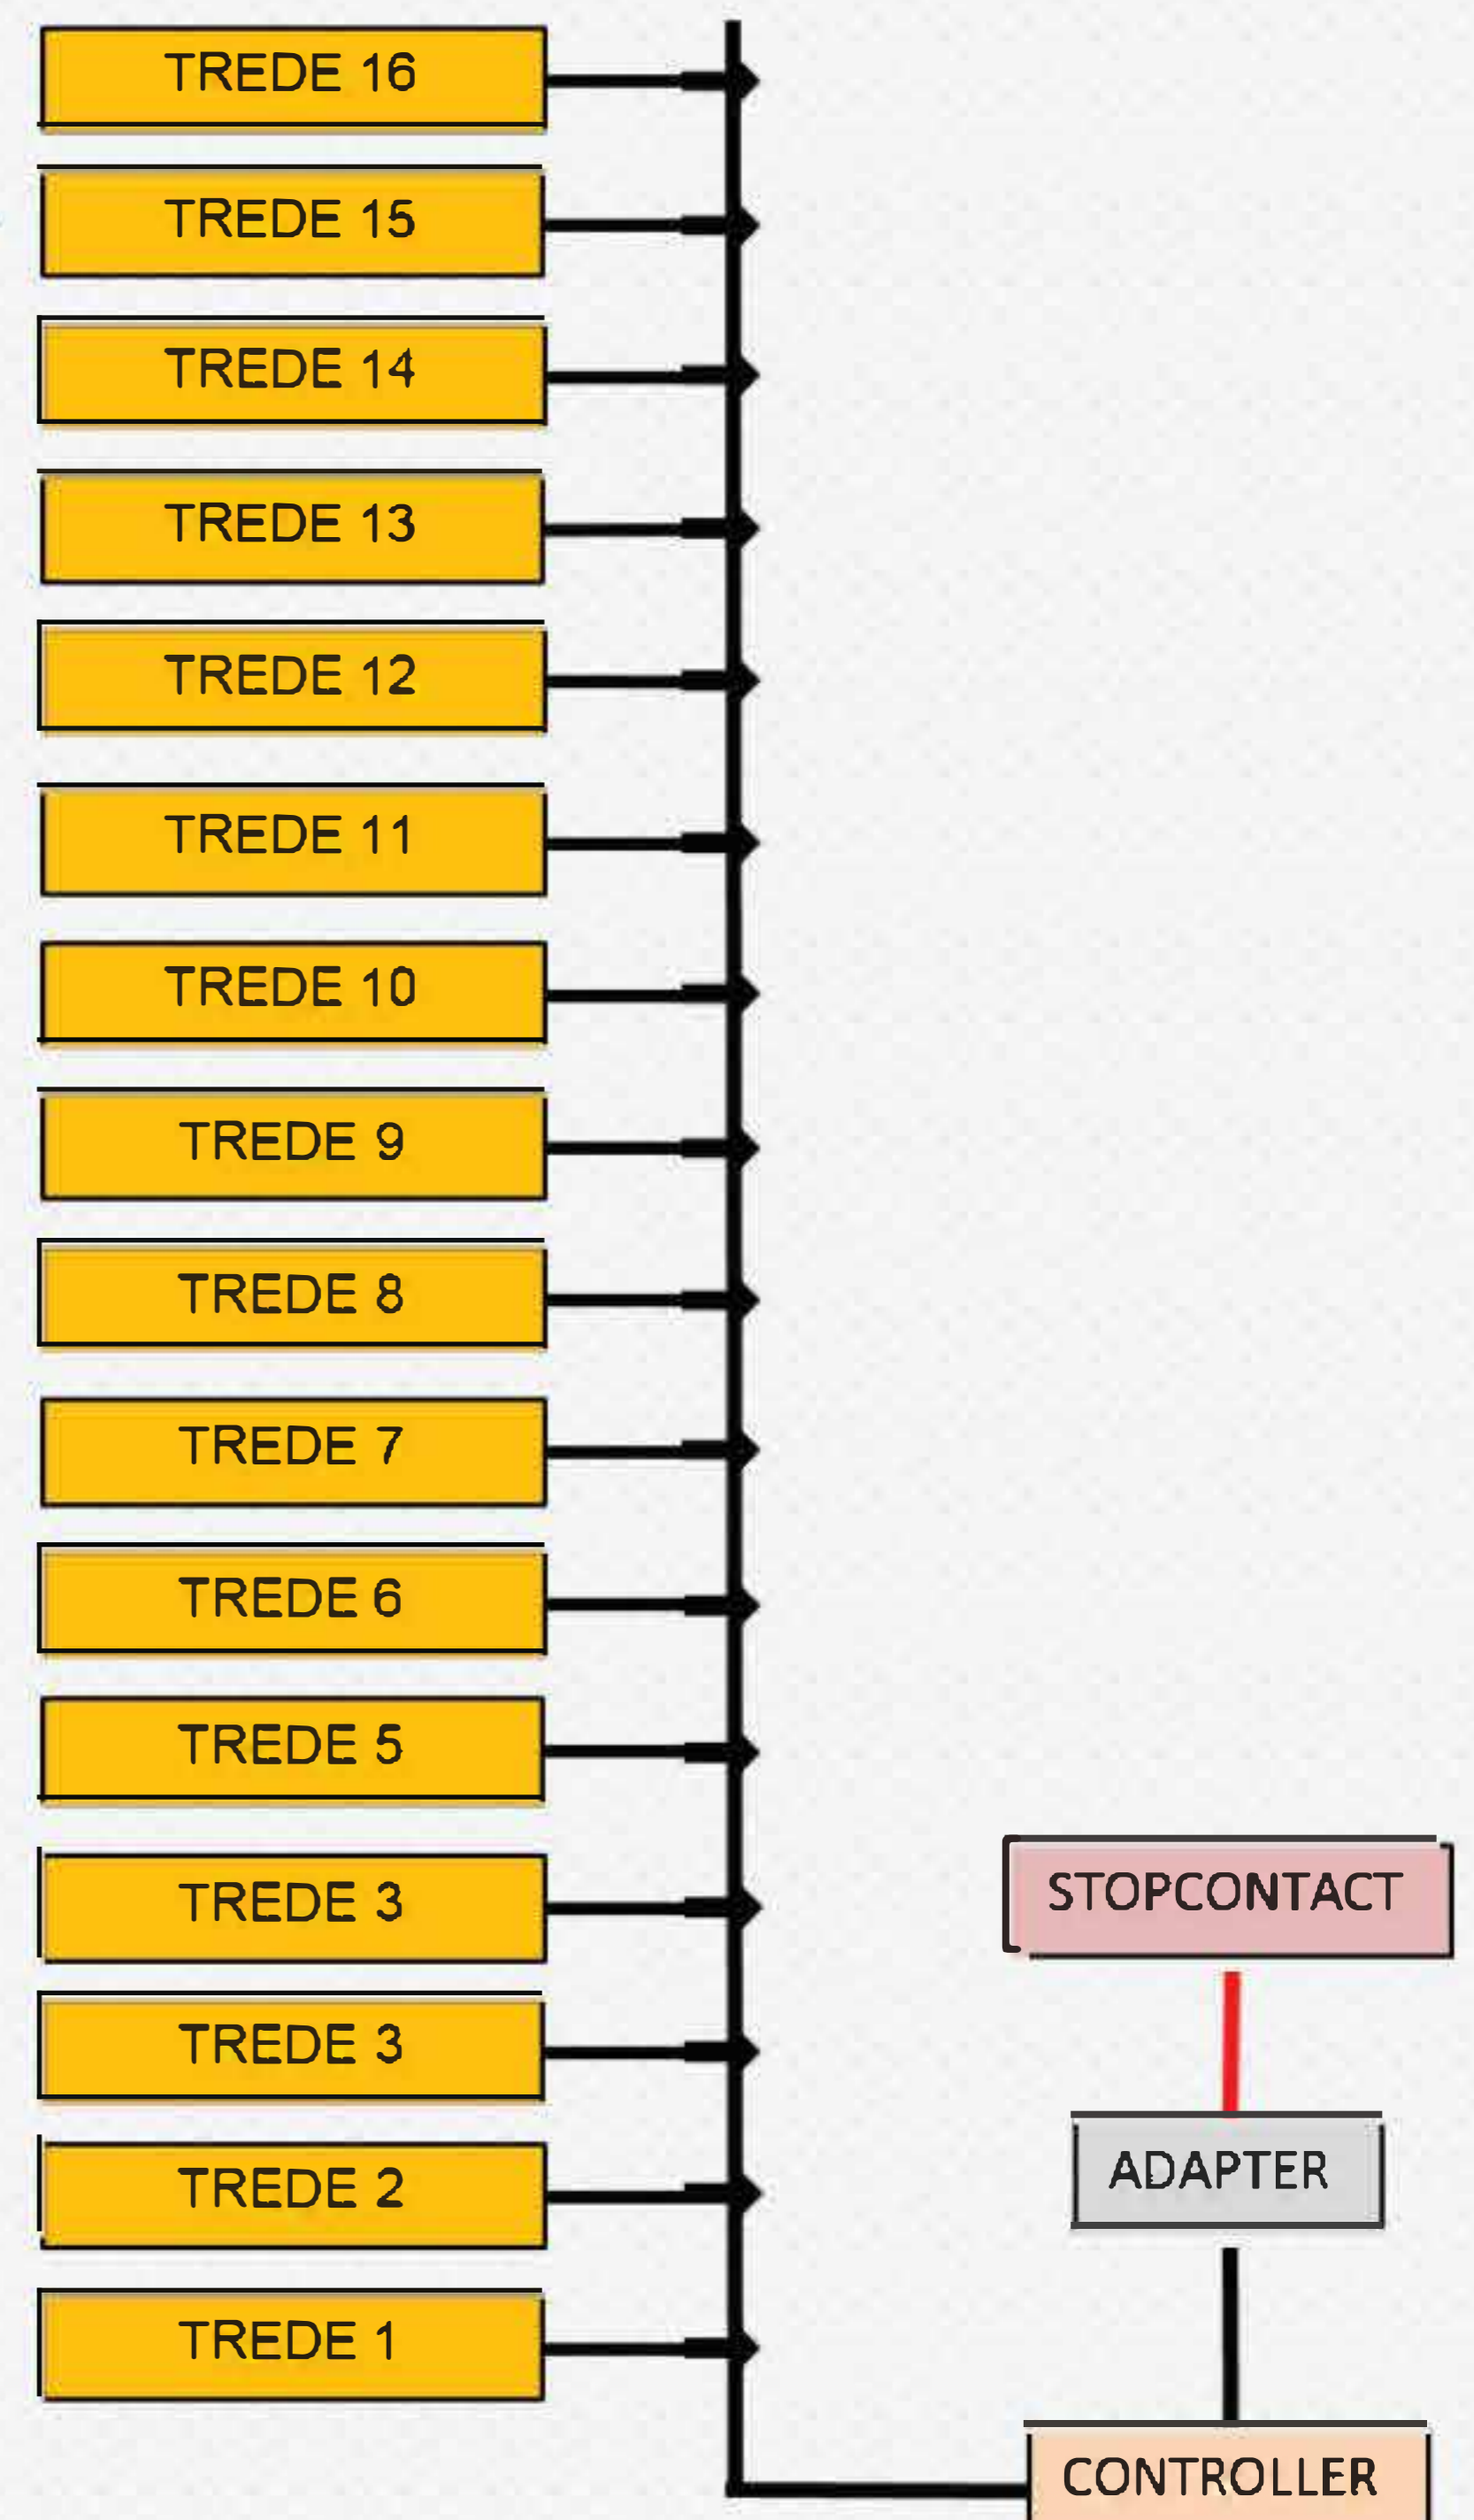 TREDE 16
TREDE 15
TREDE 14
TREDE 13
TREDE 12
TREDE 11
TREDE 10
TREDE 9
TREDE 8
TREDE 7
TREDE 6
TREDE 5
TREDE 3
TREDE 3
TREDE 2
TREDE 1
STOPCONTACT
ADAPTER
CONTROLLER